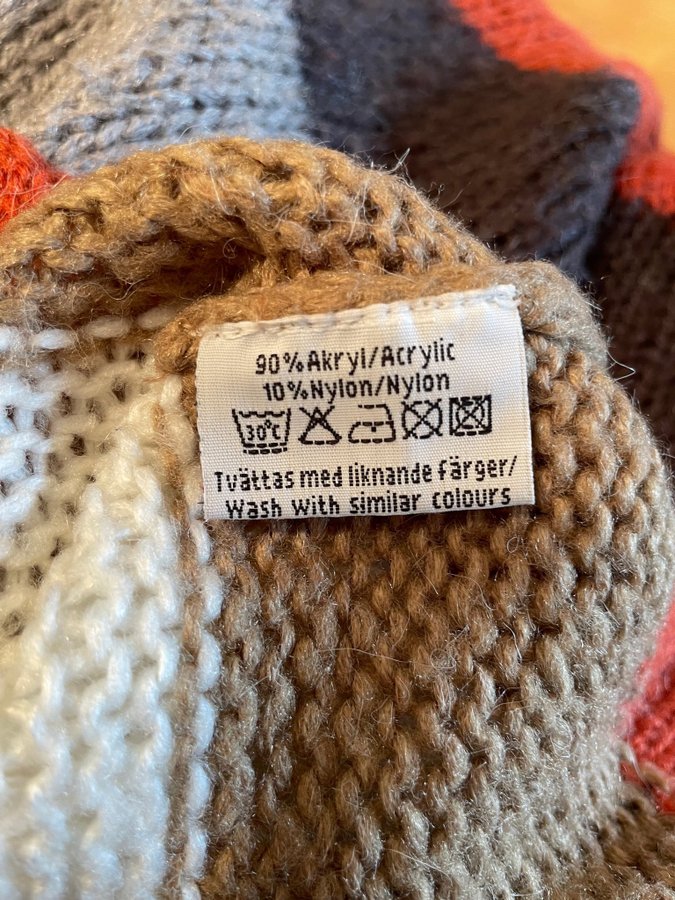 90%Akryl/Acrylic
10%Nylon/Nylon
30°C
Tvättas med liknande färger/
Wash with similar colours